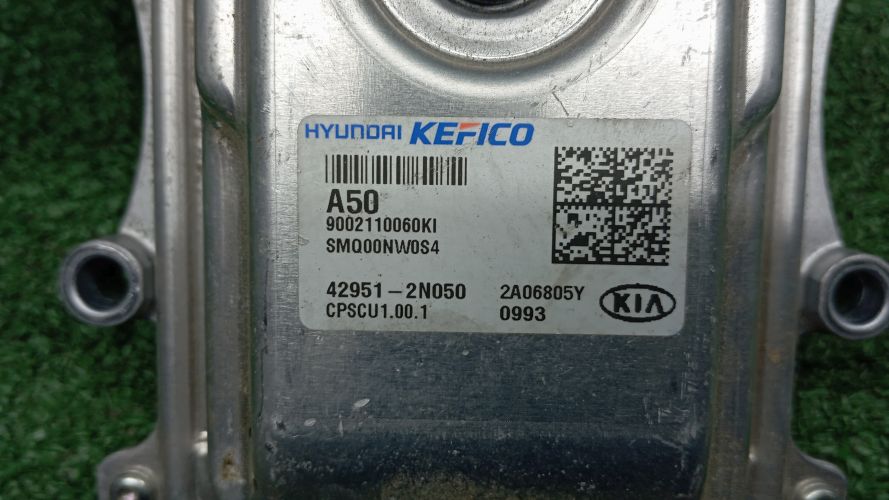 HYUNDAI KEFICO
A50
9002110060KI
SMQ00NW0S4
42951-2N050 2A06805Y
CPSCU1.00.1 0993
KIA